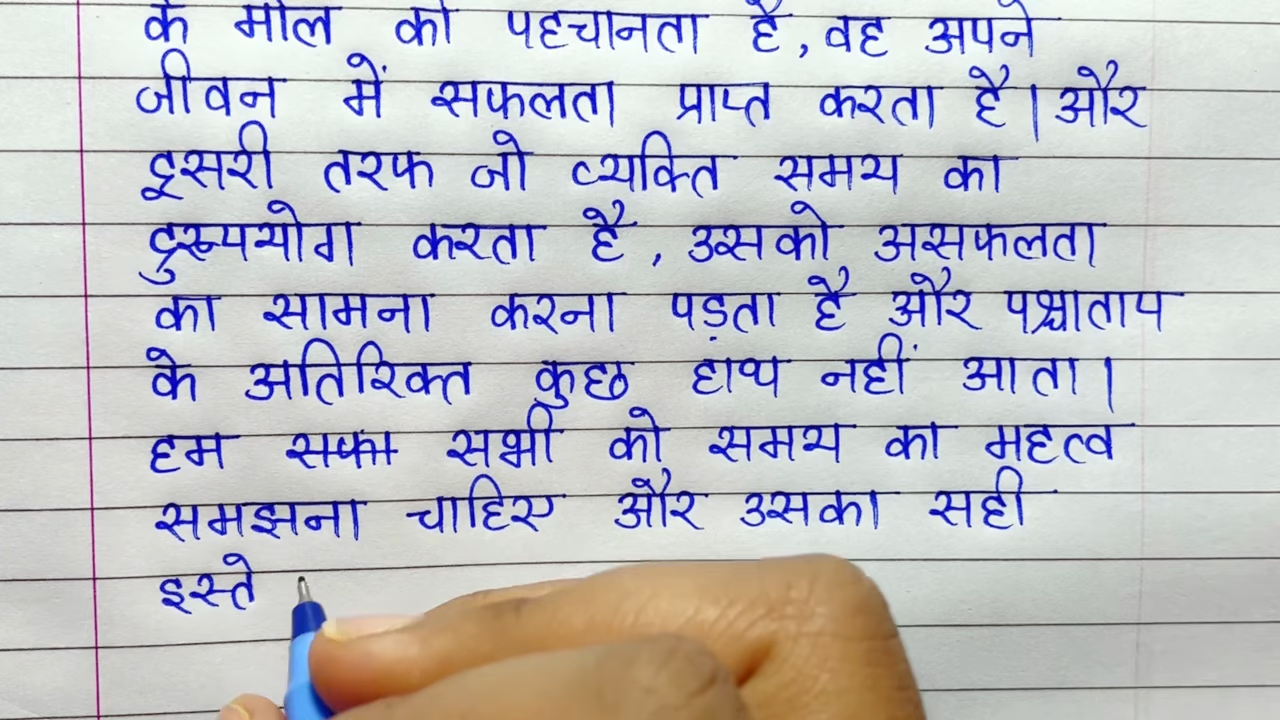 के मोल को पहचानता है, वह अपने
जीवन में सफलता प्राप्त करता है। और
दूसरी तरफ जो व्यक्ति समय का
दुरूपयोग करता है, उसको असफलता
का सामना करना पड़ता है और पश्चाताप
के अतिरिक्त कुछ हाथ नहीं आता।
हम सभी को समय का महत्व
समझना चाहिए और उसका सही
इस्ते